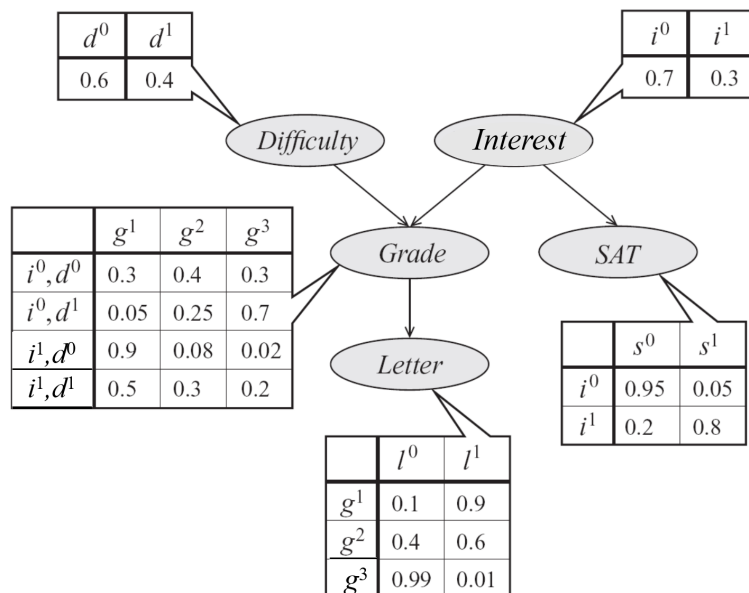 d⁰ d¹
0.6 0.4
i⁰ i¹
0.7 0.3
Difficulty
Interest
g¹ g² g³
i⁰,d⁰ 0.3 0.4 0.3
i⁰,d¹ 0.05 0.25 0.7
i¹,d⁰ 0.9 0.08 0.02
i¹,d¹ 0.5 0.3 0.2
Grade
SAT
Letter
s⁰ s¹
i⁰ 0.95 0.05
i¹ 0.2 0.8
l⁰ l¹
g¹ 0.1 0.9
g² 0.4 0.6
g³ 0.99 0.01